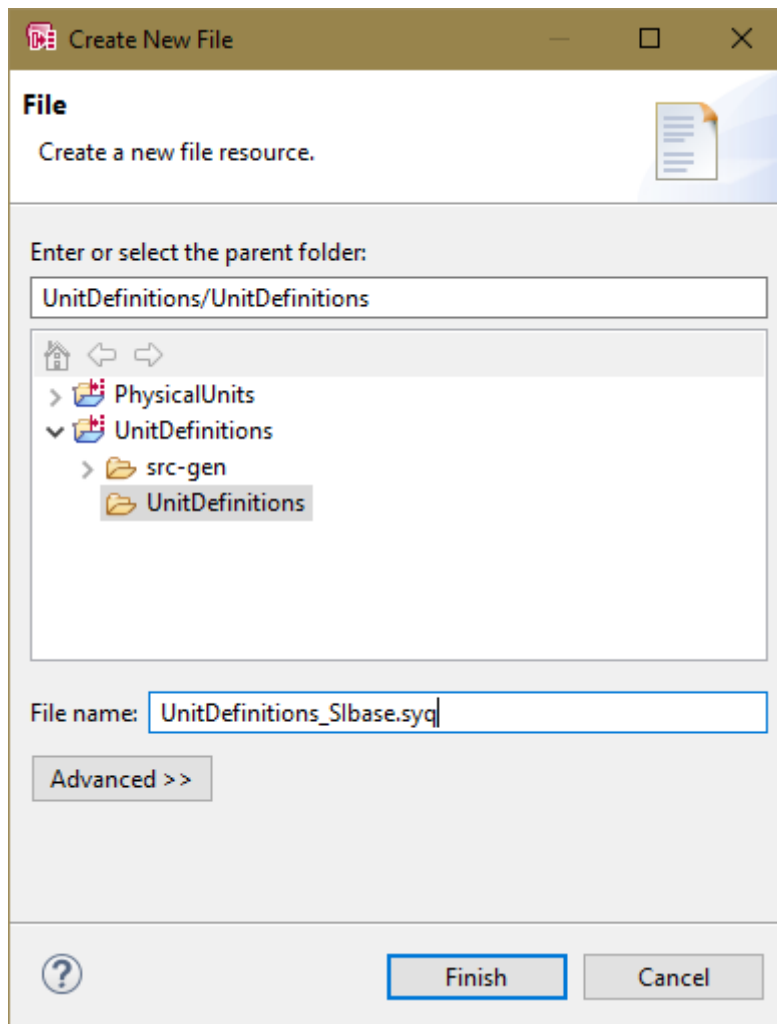 Create New File
File
Create a new file resource.
Enter or select the parent folder:
UnitDefinitions/UnitDefinitions
PhysicalUnits
UnitDefinitions
src-gen
UnitDefinitions
File name: UnitDefinitions_SIbase.syq
Advanced >>
Finish Cancel